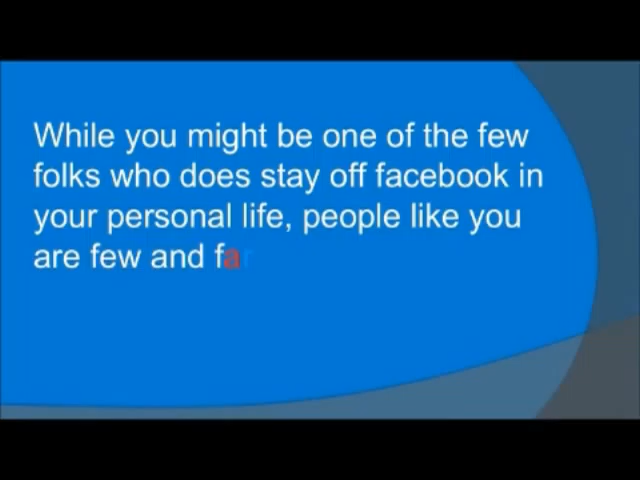 While you might be one of the few
folks who does stay off facebook in
your personal life, people like you
are few and far